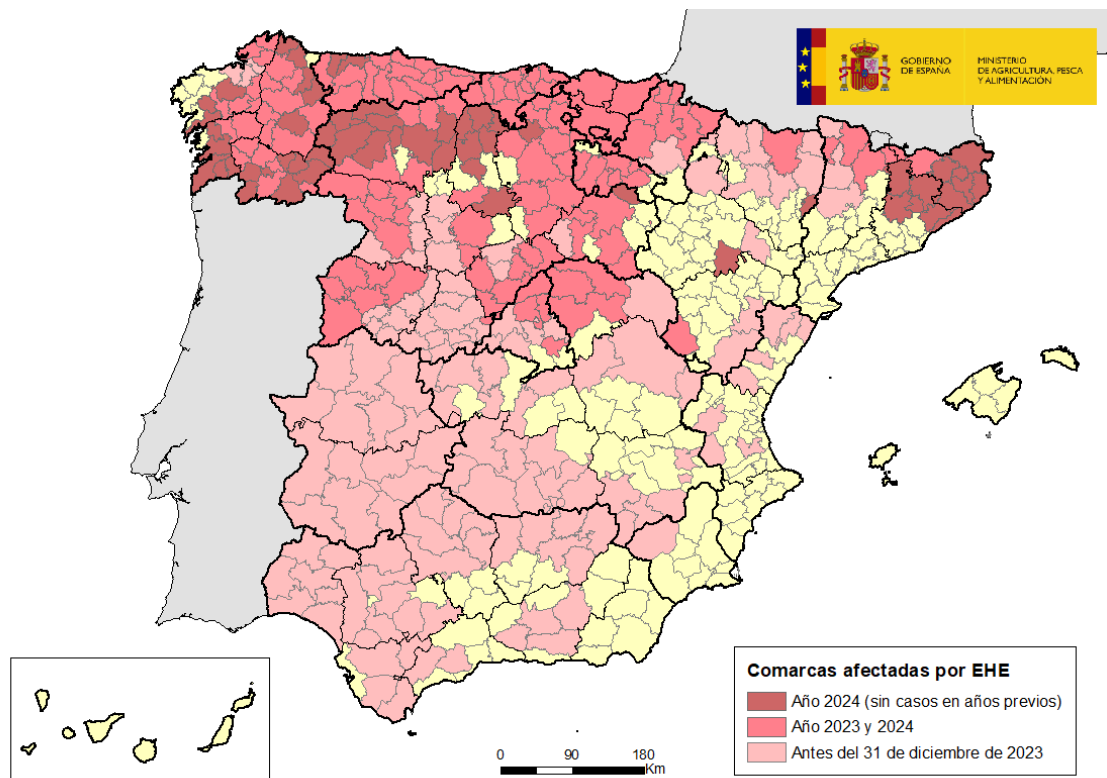 GOBIERNO
DE ESPAÑA
MINISTERIO
DE AGRICULTURA, PESCA
Y ALIMENTACIÓN
Comarcas afectadas por EHE
Año 2024 (sin casos en años previos)
Año 2023 y 2024
Antes del 31 de diciembre de 2023
0 90 180
Km